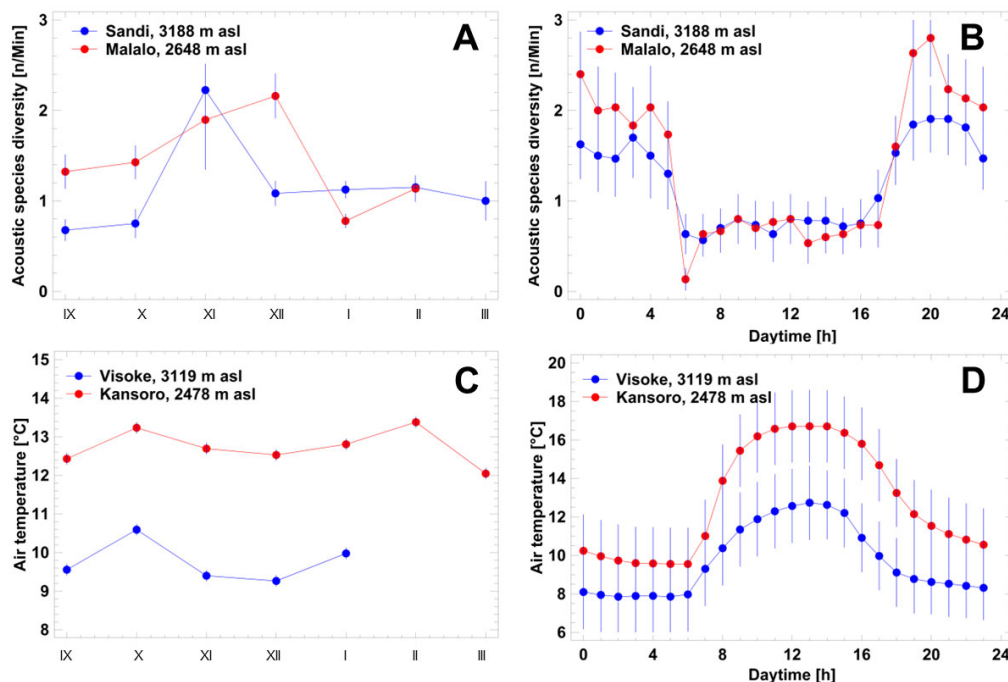 Sandi, 3188 m asl
Malalo, 2648 m asl
A
Acoustic species diversity [n/Min]
3
2
1
0
IX X XI XII I II III
Sandi, 3188 m asl
Malalo, 2648 m asl
B
Acoustic species diversity [n/Min]
3
2
1
0
0 4 8 12 16 20 24
Daytime [h]
Visoke, 3119 m asl
Kansoro, 2478 m asl
C
Air temperature [°C]
15
14
13
12
11
10
9
8
IX X XI XII I II III
Visoke, 3119 m asl
Kansoro, 2478 m asl
D
Air temperature [°C]
20
18
16
14
12
10
8
6
0 4 8 12 16 20 24
Daytime [h]